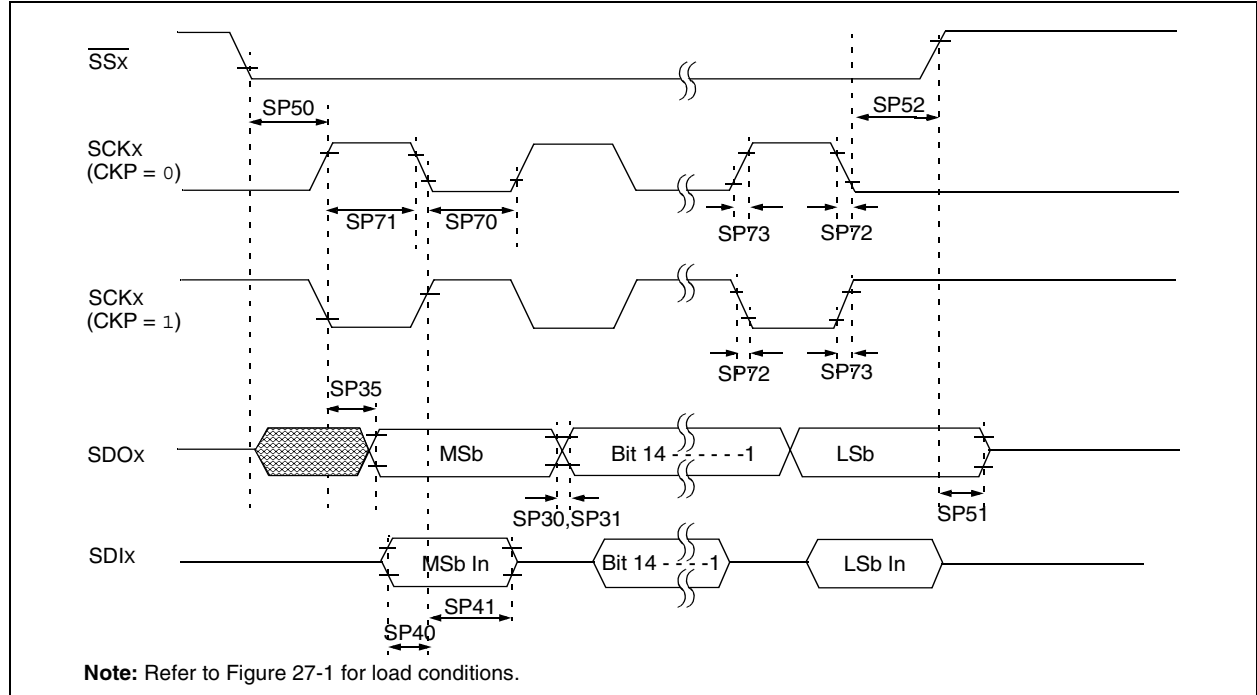 SSx
SP50
SP52
SCKx
(CKP = 0)
SP71
SP70
SP73
SP72
SCKx
(CKP = 1)
SP72
SP73
SP35
SDOx
MSb
Bit 14 - - - - - -1
LSb
SP30,SP31
SP51
SDIx
MSb In
Bit 14 - - - -1
LSb In
SP41
SP40
Note: Refer to Figure 27-1 for load conditions.